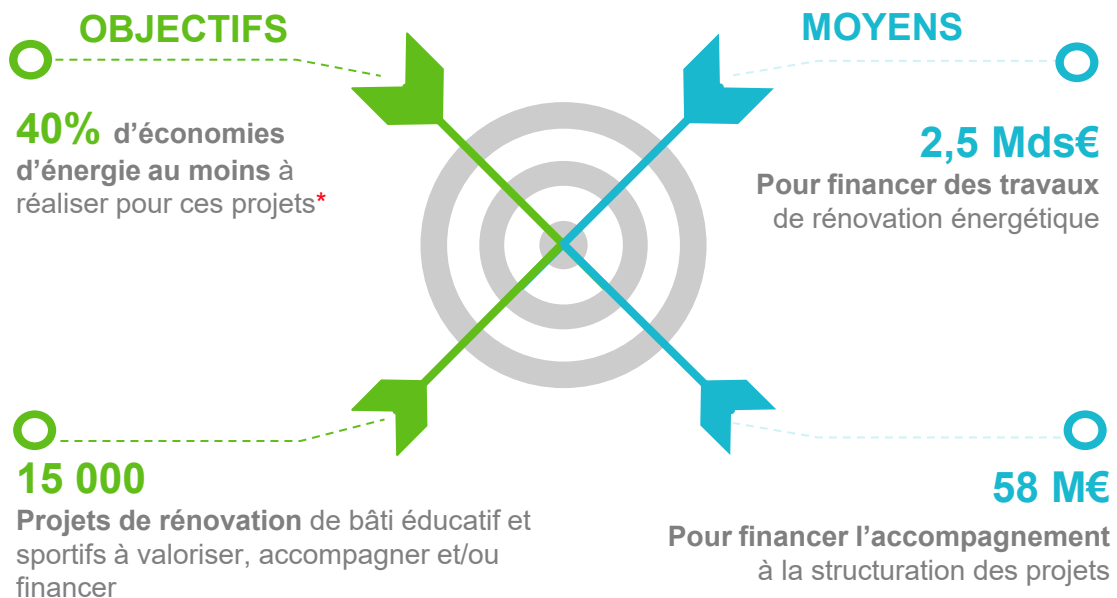 OBJECTIFS
40% d’économies
d’énergie au moins à
réaliser pour ces projets*
15 000
Projets de rénovation de bâti éducatif et
sportifs à valoriser, accompagner et/ou
financer
MOYENS
2,5 Mds€
Pour financer des travaux
de rénovation énergétique
58 M€
Pour financer l’accompagnement
à la structuration des projets